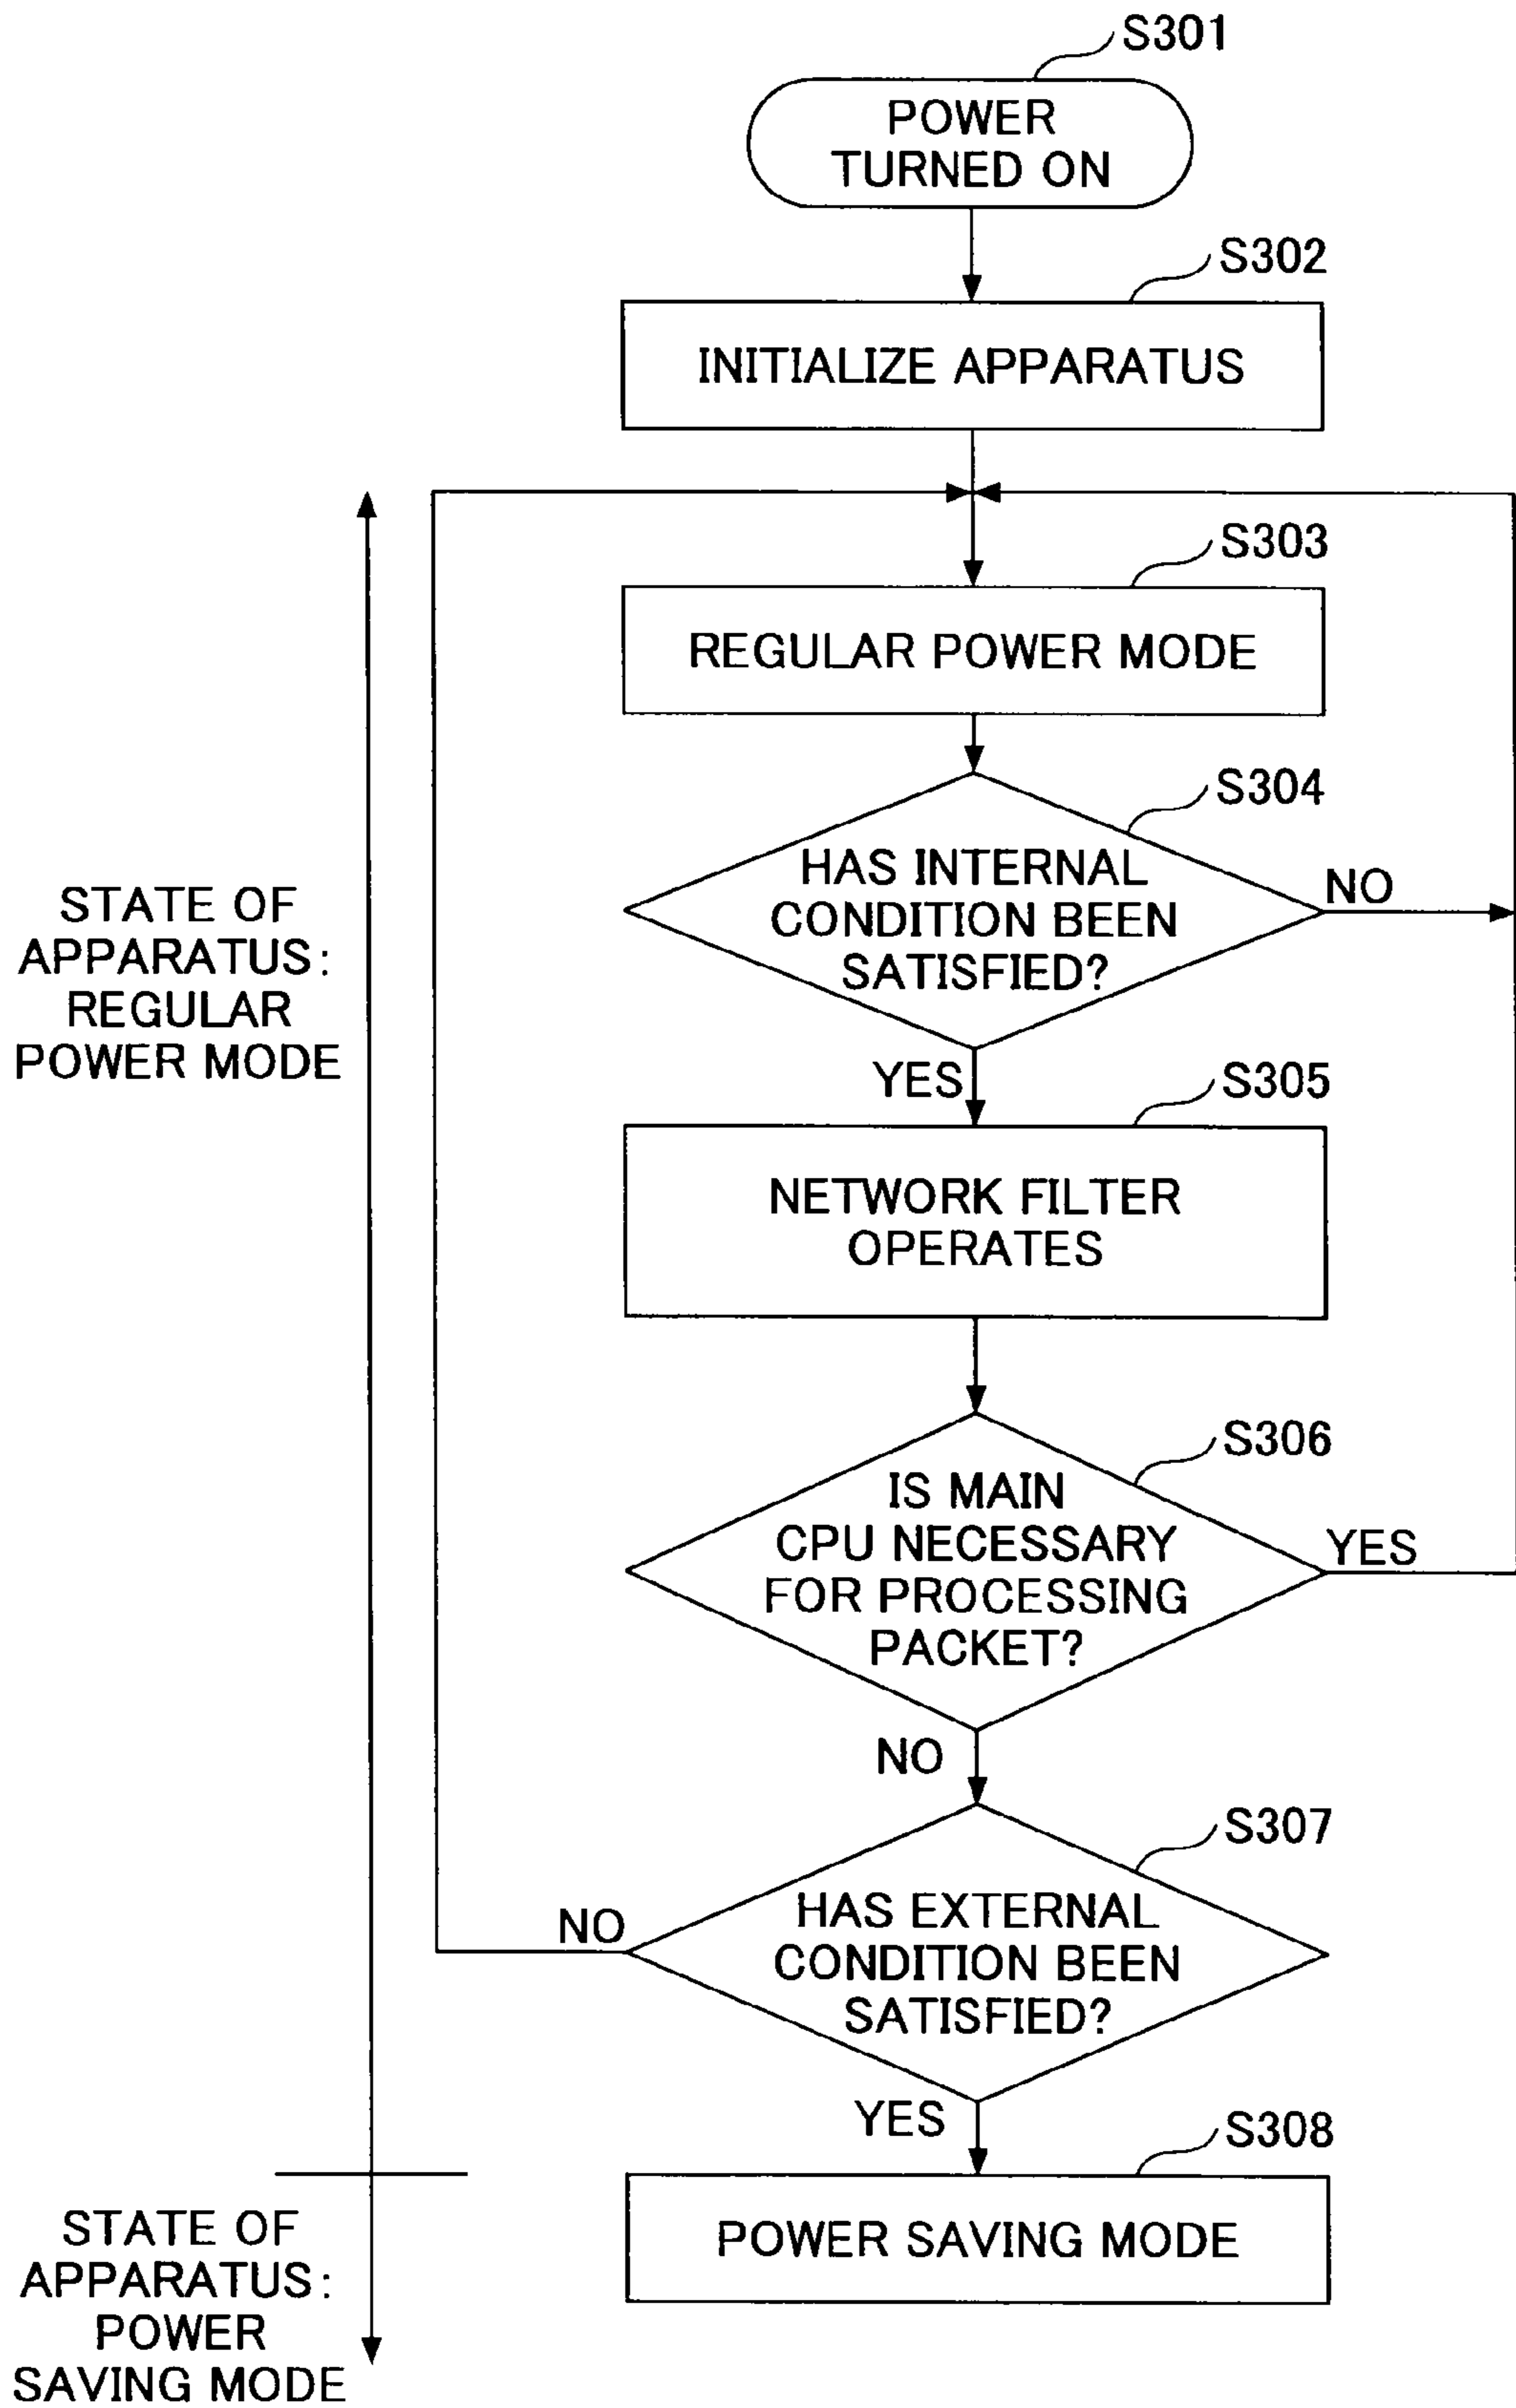 S301
POWER
TURNED ON
S302
INITIALIZE APPARATUS
S303
REGULAR POWER MODE
S304
HAS INTERNAL
CONDITION BEEN
SATISFIED?
NO
STATE OF
APPARATUS:
REGULAR
POWER MODE
YES
S305
NETWORK FILTER
OPERATES
S306
IS MAIN
CPU NECESSARY
FOR PROCESSING
PACKET?
YES
NO
S307
HAS EXTERNAL
CONDITION BEEN
SATISFIED?
NO
YES
S308
POWER SAVING MODE
STATE OF
APPARATUS:
POWER
SAVING MODE